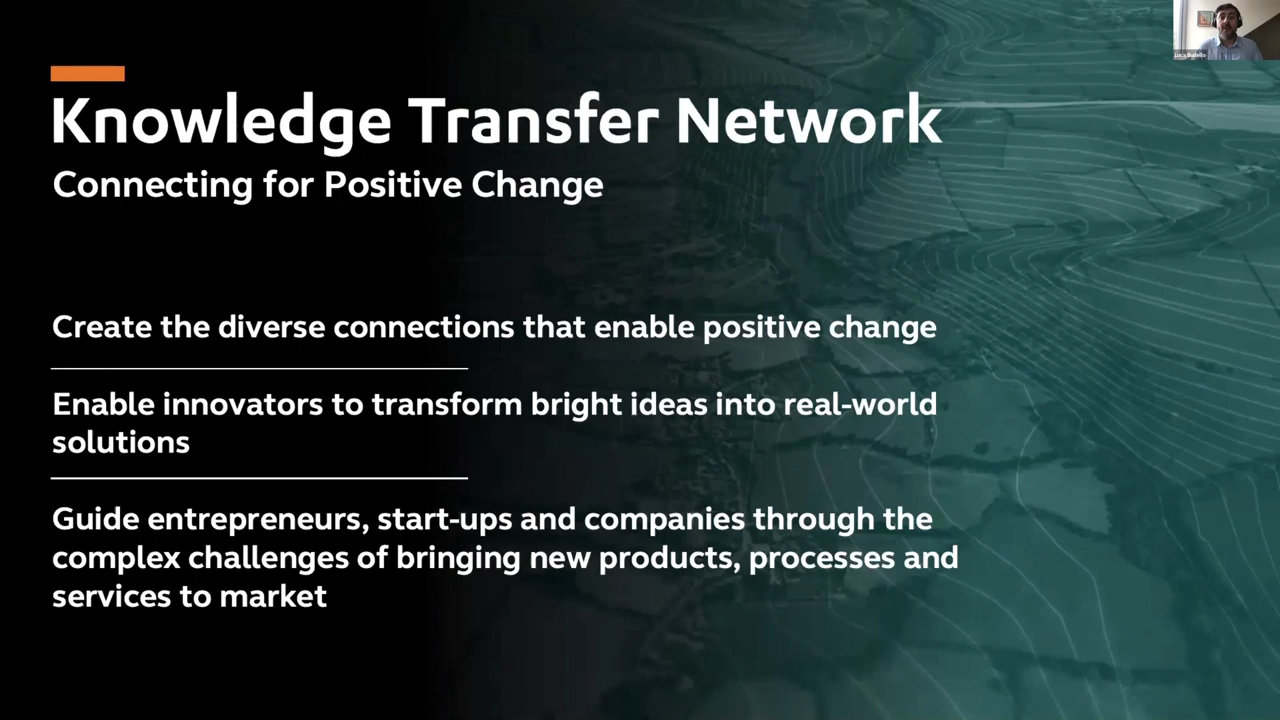 Knowledge Transfer Network
Connecting for Positive Change
Create the diverse connections that enable positive change
Enable innovators to transform bright ideas into real-world
solutions
Guide entrepreneurs, start-ups and companies through the
complex challenges of bringing new products, processes and
services to market